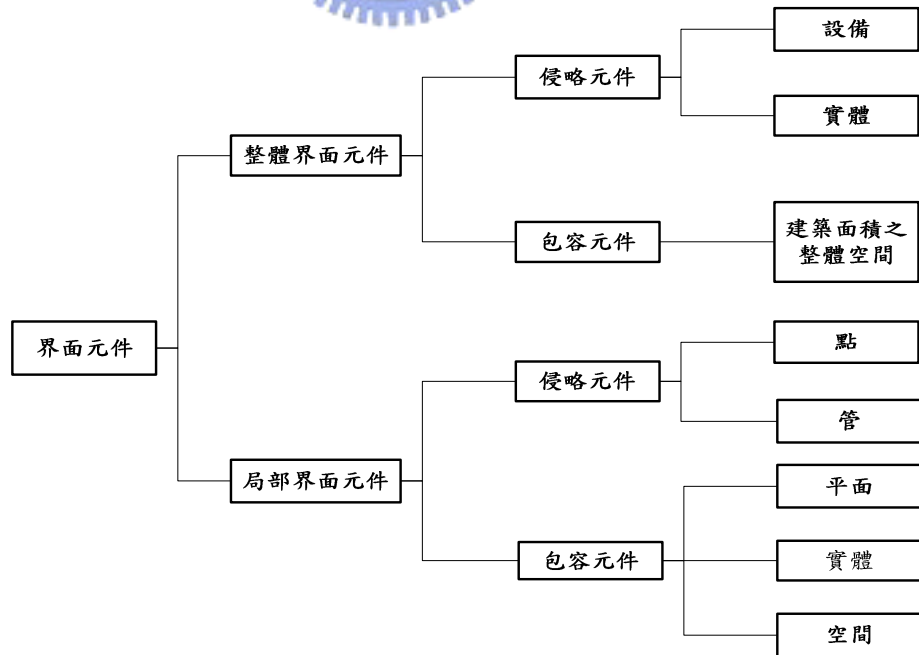 設備
侵略元件
實體
整體界面元件
包容元件
建築面積之
整體空間
界面元件
點
侵略元件
管
局部界面元件
平面
包容元件
實體
空間